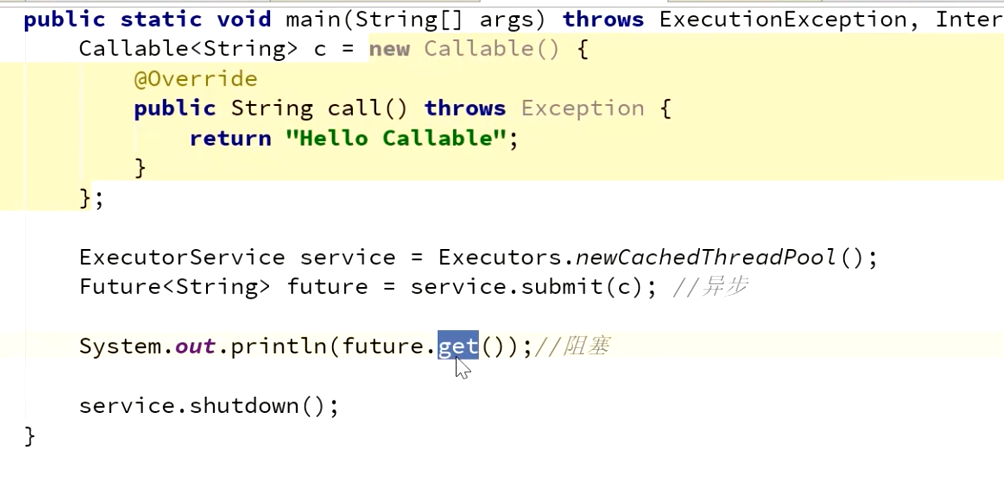 public static void main(String[] args) throws ExecutionException, Inter
Callable<String> c = new Callable() {
@Override
public String call() throws Exception {
return "Hello Callable";
}
};
ExecutorService service = Executors.newCachedThreadPool();
Future<String> future = service.submit(c); //异步
System.out.println(future.get());//阻塞
service.shutdown();
}